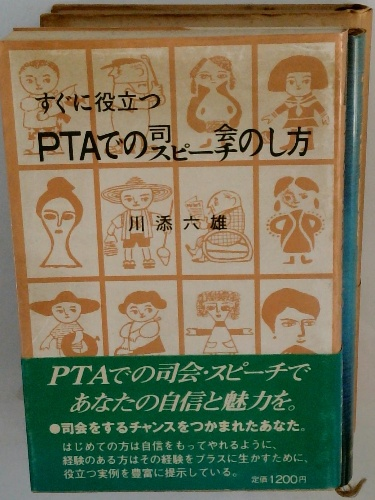 すぐに役立つ
PTAでの司会スピーチのし方
川添六雄
PTAでの司会・スピーチで
あなたの自信と魅力を。
●司会をするチャンスをつかまれたあなた。
はじめての方は自信をもってやれるように、
経験のある方はその経験をプラスに生かすために、
役立つ実例を豊富に提示している。
定価1200円